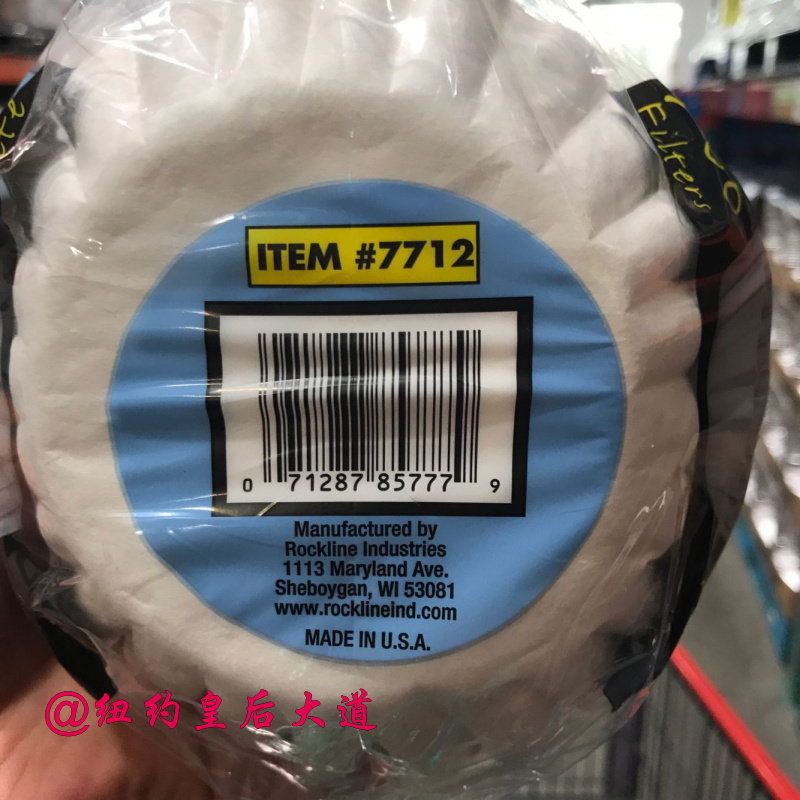 Filters
ITEM #7712
0 71287 85777 9
Manufactured by
Rockline Industries
1113 Maryland Ave.
Sheboygan, WI 53081
www.rocklineind.com
MADE IN U.S.A.
@纽约皇后大道